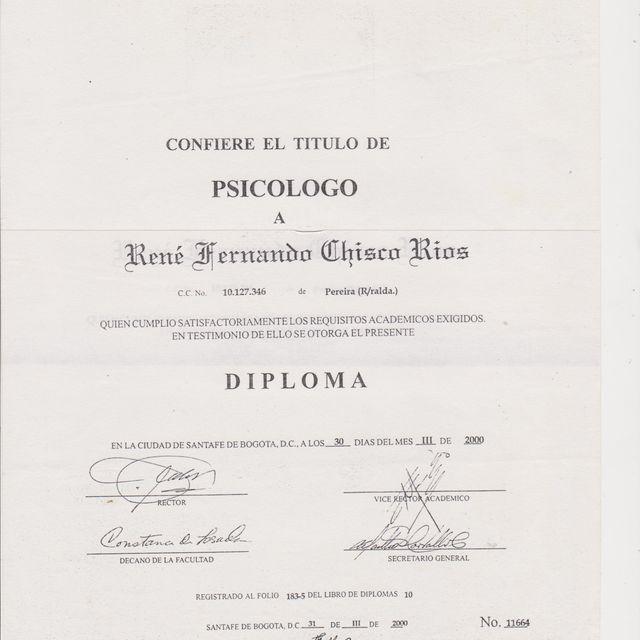 CONFIERE EL TITULO DE
PSICOLOGO
A
René Fernando Chisco Rios
C.C. No. 10.127.346 de Pereira (R/ralda.)
QUIEN CUMPLIO SATISFACTORIAMENTE LOS REQUISITOS ACADEMICOS EXIGIDOS.
EN TESTIMONIO DE ELLO SE OTORGA EL PRESENTE
DIPLOMA
EN LA CIUDAD DE SANTAFE DE BOGOTA, D.C., A LOS 30 DIAS DEL MES III DE 2000
RECTOR
VICE RECTOR ACADEMICO
Constanza de
DECANO DE LA FACULTAD
SECRETARIO GENERAL
REGISTRADO AL FOLIO 183-5 DEL LIBRO DE DIPLOMAS 10
SANTAFE DE BOGOTA, D.C 31 DE III DE 2000
No. 11664